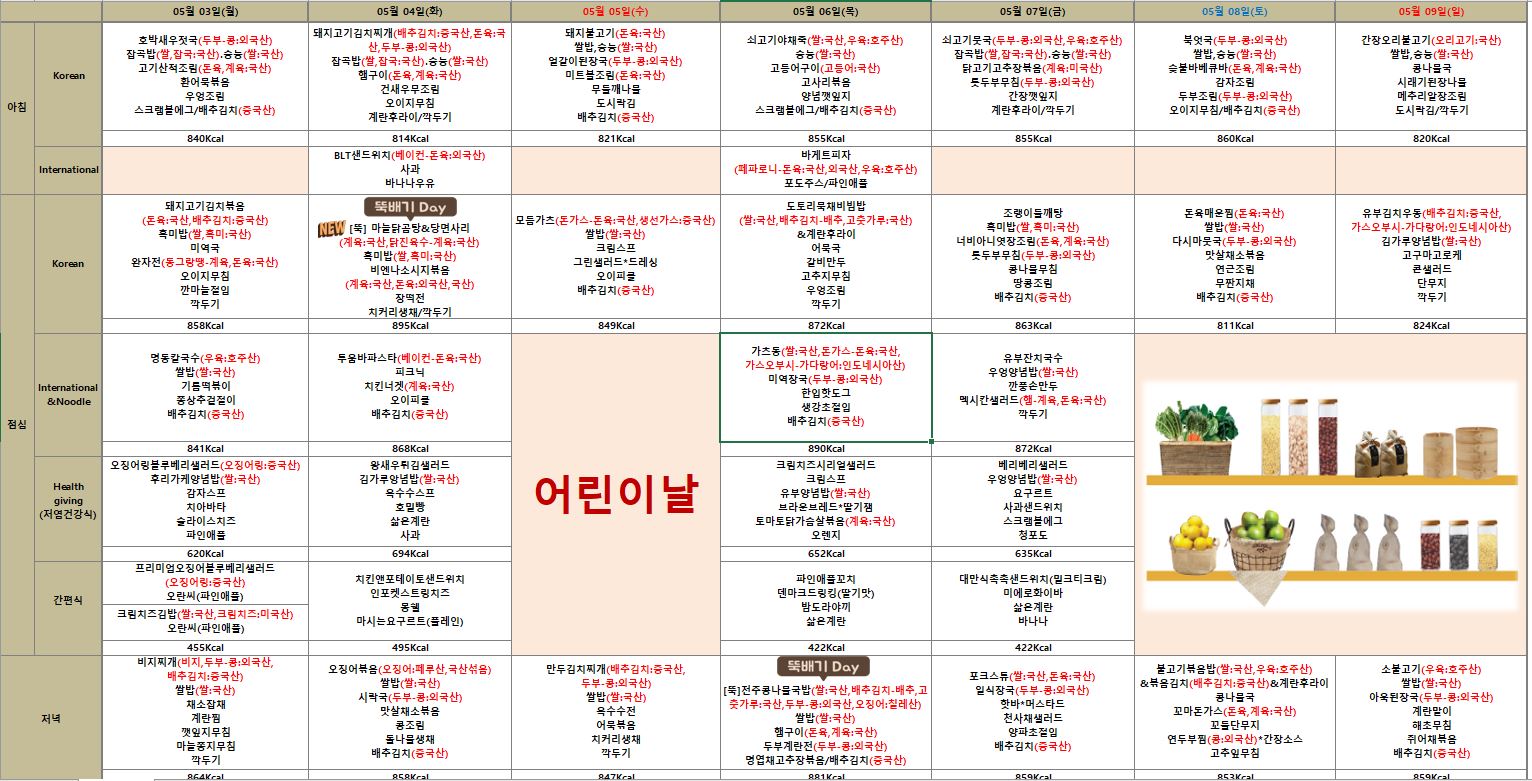 05월 03일(월)
05월 04일(화)
05월 05일(수)
05월 06일(목)
05월 07일(금)
05월 08일(토)
05월 09일(일)
아침
Korean
호박새우젓국(두부-콩:외국산)
잡곡밥(쌀,잡곡:국산).숭늉(쌀:국산)
고기산적조림(돈육,계육:국산)
환어묵볶음
우엉조림
스크램블에그/배추김치(중국산)
840Kcal
돼지고기김치찌개(배추김치:중국산,돈육:국
산,두부-콩:외국산)
잡곡밥(쌀,잡곡:국산).숭늉(쌀:국산)
햄구이(돈육,계육:국산)
건새우무조림
오이지무침
계란후라이/깍두기
814Kcal
돼지불고기(돈육:국산)
쌀밥,숭늉(쌀:국산)
얼갈이된장국(두부-콩:외국산)
미트볼조림(돈육:국산)
무들깨나물
도시락김
배추김치(중국산)
821Kcal
쇠고기야채죽(쌀:국산,우육:호주산)
숭늉(쌀:국산)
고등어구이(고등어:국산)
고사리볶음
양념깻잎지
스크램블에그/배추김치(중국산)
855Kcal
쇠고기뭇국(두부-콩:외국산,우육:호주산)
잡곡밥(쌀,잡곡:국산).숭늉(쌀:국산)
닭고기고추장볶음(계육:미국산)
톳두부무침(두부-콩:외국산)
간장깻잎지
계란후라이/깍두기
855Kcal
북엇국(두부-콩:외국산)
쌀밥,숭늉(쌀:국산)
숯불바베큐바(돈육,계육:국산)
감자조림
두부조림(두부-콩:외국산)
오이지무침/배추김치(중국산)
860Kcal
간장오리불고기(오리고기:국산)
쌀밥,숭늉(쌀:국산)
콩나물국
시래기된장나물
메추리알장조림
도시락김/깍두기
820Kcal
International
BLT샌드위치(베이컨-돈육:외국산)
사과
바나나우유
바게트피자
(페파로니-돈육:국산,외국산,우육:호주산)
포도주스/파인애플
점심
Korean
돼지고기김치볶음
(돈육:국산,배추김치:중국산)
흑미밥(쌀,흑미:국산)
미역국
완자전(동그랑땡-계육,돈육:국산)
오이지무침
깐마늘절임
깍두기
858Kcal
뚝배기 Day
NEW [뚝] 마늘닭곰탕&당면사리
(계육:국산,닭진육수-계육:국산)
흑미밥(쌀,흑미:국산)
비엔나소시지볶음
(계육:국산,돈육:외국산,국산)
장떡전
치커리생채/깍두기
895Kcal
모듬가츠(돈가스-돈육:국산,생선가스:중국산)
쌀밥(쌀:국산)
크림스프
그린샐러드*드레싱
오이피클
배추김치(중국산)
849Kcal
도토리묵채비빔밥
(쌀:국산,배추김치-배추,고춧가루:국산)
&계란후라이
어묵국
갈비만두
고추지무침
우엉조림
깍두기
872Kcal
조랭이들깨탕
흑미밥(쌀,흑미:국산)
너비아니엿장조림(돈육,계육:국산)
톳두부무침(두부-콩:외국산)
콩나물무침
땅콩조림
배추김치(중국산)
863Kcal
돈육매운찜(돈육:국산)
쌀밥(쌀:국산)
다시마뭇국(두부-콩:외국산)
맛살채소볶음
연근조림
무짠지채
배추김치(중국산)
811Kcal
유부김치우동(배추김치:중국산,
가스오부시-가다랑어:인도네시아산)
김가루양념밥(쌀:국산)
고구마고로케
콘샐러드
단무지
깍두기
824Kcal
International
&Noodle
명동칼국수(우육:호주산)
쌀밥(쌀:국산)
기름떡볶이
쫑상추겉절이
배추김치(중국산)
841Kcal
투움바파스타(베이컨-돈육:국산)
피크닉
치킨너겟(계육:국산)
오이피클
배추김치(중국산)
868Kcal
어린이날
가츠동(쌀:국산,돈가스-돈육:국산,
가스오부시-가다랑어:인도네시아산)
미역장국(두부-콩:외국산)
한입핫도그
생강초절임
배추김치(중국산)
890Kcal
유부잔치국수
우엉양념밥(쌀:국산)
깐풍손만두
멕시칸샐러드(햄-계육,돈육:국산)
깍두기
872Kcal
Health
giving
(저염건강식)
오징어링블루베리샐러드(오징어링:중국산)
후리가케양념밥(쌀:국산)
감자스프
치아바타
슬라이스치즈
파인애플
620Kcal
왕새우튀김샐러드
김가루양념밥(쌀:국산)
옥수수스프
호밀빵
삶은계란
사과
694Kcal
크림치즈시리얼샐러드
크림스프
유부양념밥(쌀:국산)
브라운브레드*딸기잼
토마토닭가슴살볶음(계육:국산)
오렌지
652Kcal
베리베리샐러드
우엉양념밥(쌀:국산)
요구르트
사과샌드위치
스크램블에그
청포도
635Kcal
간편식
프리미엄오징어블루베리샐러드
(오징어링:중국산)
오란씨(파인애플)
크림치즈김밥(쌀:국산,크림치즈:미국산)
오란씨(파인애플)
455Kcal
치킨앤포테이토샌드위치
인포켓스트링치즈
몽쉘
마시는요구르트(플레인)
495Kcal
파인애플꼬치
덴마크드링킹(딸기맛)
밤도라야끼
삶은계란
422Kcal
대만식촉촉샌드위치(밀크티크림)
미에로화이바
삶은계란
바나나
422Kcal
저녁
비지찌개(비지,두부-콩:외국산,
배추김치:중국산)
쌀밥(쌀:국산)
채소잡채
계란찜
깻잎지무침
마늘쫑지무침
깍두기
864Kcal
오징어볶음(오징어:페루산,국산섞음)
쌀밥(쌀:국산)
시락국(두부-콩:외국산)
맛살채소볶음
콩조림
돌나물생채
배추김치(중국산)
858Kcal
만두김치찌개(배추김치:중국산,
두부-콩:외국산)
쌀밥(쌀:국산)
옥수수전
어묵볶음
치커리생채
깍두기
847Kcal
뚝배기 Day
[뚝]전주콩나물국밥(쌀:국산,배추김치-배추,고
춧가루:국산,두부-콩:외국산,오징어:칠레산)
쌀밥(쌀:국산)
햄구이(돈육,계육:국산)
두부계란전(두부-콩:외국산)
명엽채고추장볶음/배추김치(중국산)
881Kcal
포크스튜(쌀:국산,돈육:국산)
일식장국(두부-콩:외국산)
핫바*머스타드
천사채샐러드
양파초절임
배추김치(중국산)
859Kcal
불고기볶음밥(쌀:국산,우육:호주산)
&볶음김치(배추김치:중국산)&계란후라이
콩나물국
꼬마돈가스(돈육,계육:국산)
꼬들단무지
연두부찜(콩:외국산)*간장소스
고추잎무침
853Kcal
소불고기(우육:호주산)
쌀밥(쌀:국산)
아욱된장국(두부-콩:외국산)
계란말이
해초무침
쥐어채볶음
배추김치(중국산)
859Kcal